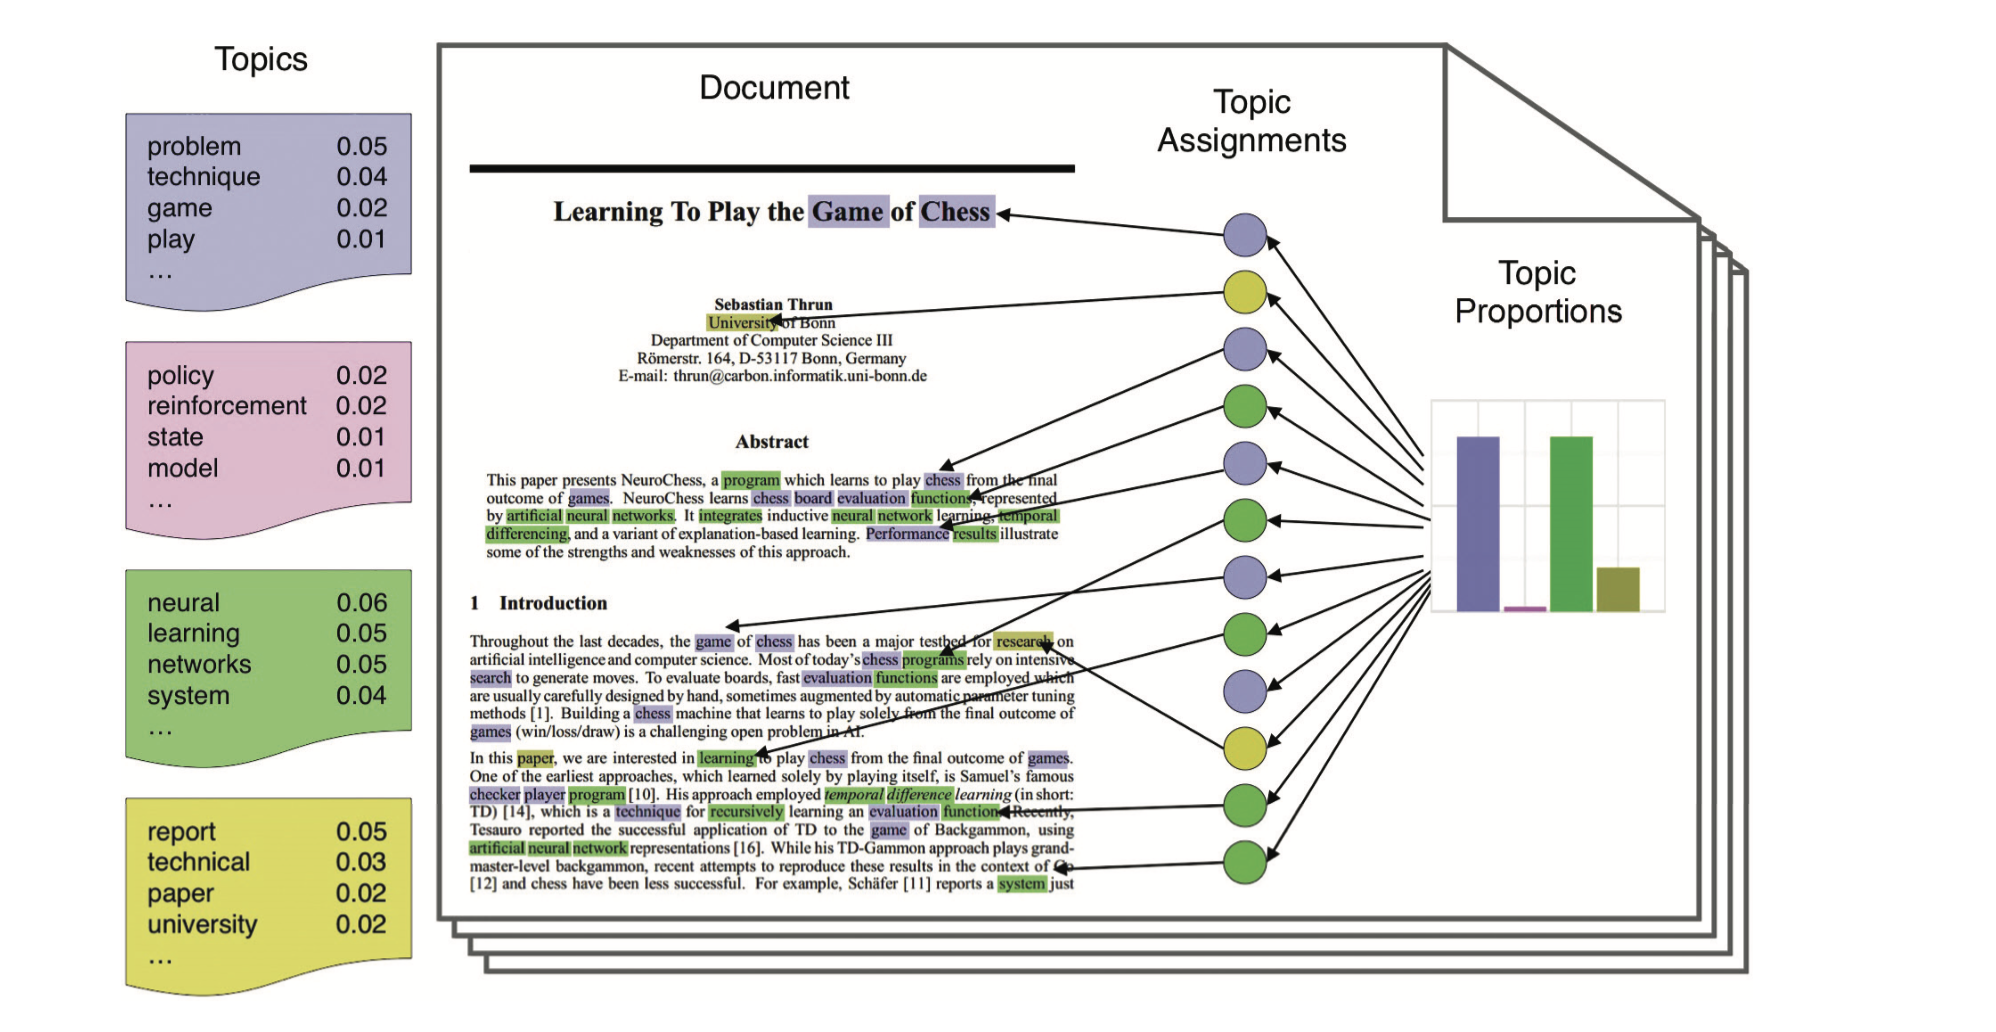 Topics
problem 0.05
technique 0.04
game 0.02
play 0.01
...
policy 0.02
reinforcement 0.02
state 0.01
model 0.01
...
neural 0.06
learning 0.05
networks 0.05
system 0.04
...
report 0.05
technical 0.03
paper 0.02
university 0.02
...
Document
Learning To Play the Game of Chess
Sebastian Thrun
University of Bonn
Department of Computer Science III
Römerstr. 164, D-53117 Bonn, Germany
E-mail: thrun@carbon.informatik.uni-bonn.de
Abstract
This paper presents NeuroChess, a program which learns to play chess from the final
outcome of games. NeuroChess learns chess board evaluation functions, represented
by artificial neural networks. It integrates inductive neural network learning, temporal
differencing, and a variant of explanation-based learning. Performance results illustrate
some of the strengths and weaknesses of this approach.
1 Introduction
Throughout the last decades, the game of chess has been a major testbed for research on
artificial intelligence and computer science. Most of today's chess programs rely on intensive
search to generate moves. To evaluate boards, fast evaluation functions are employed which
are usually carefully designed by hand, sometimes augmented by automatic parameter tuning
methods [1]. Building a chess machine that learns to play solely from the final outcome of
games (win/loss/draw) is a challenging open problem in AI.
In this paper, we are interested in learning to play chess from the final outcome of games.
One of the earliest approaches, which learned solely by playing itself, is Samuel's famous
checker player program [10]. His approach employed temporal difference learning (in short:
TD) [14], which is a technique for recursively learning an evaluation function. Recently,
Tesauro reported the successful application of TD to the game of Backgammon, using
artificial neural network representations [16]. While his TD-Gammon approach plays grand-
master-level backgammon, recent attempts to reproduce these results in the context of Go
[12] and chess have been less successful. For example, Schäfer [11] reports a system just
Topic
Assignments
Topic
Proportions